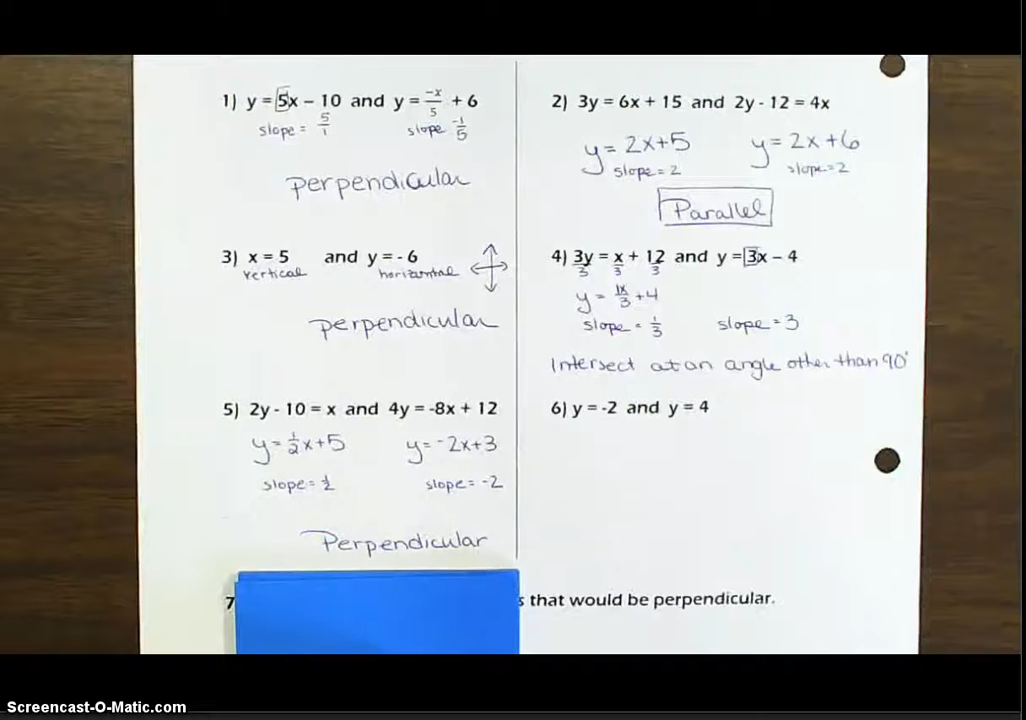 1) y = 5x – 10 and y = -x/5 + 6
slope = 5/1 slope -1/5
perpendicular
2) 3y = 6x + 15 and 2y - 12 = 4x
y = 2x+5 y = 2x+6
slope = 2 slope = 2
Parallel
3) x = 5 and y = - 6
vertical horizontal
perpendicular
4) 3y = x + 12 and y = 3x – 4
3 3 3
y = 1x/3 + 4
slope = 1/3 slope = 3
Intersect at an angle other than 90°
5) 2y - 10 = x and 4y = -8x + 12
y = 1/2x+5 y = -2x+3
slope = 1/2 slope = -2
Perpendicular
6) y = -2 and y = 4
7
s that would be perpendicular.
Screencast-O-Matic.com